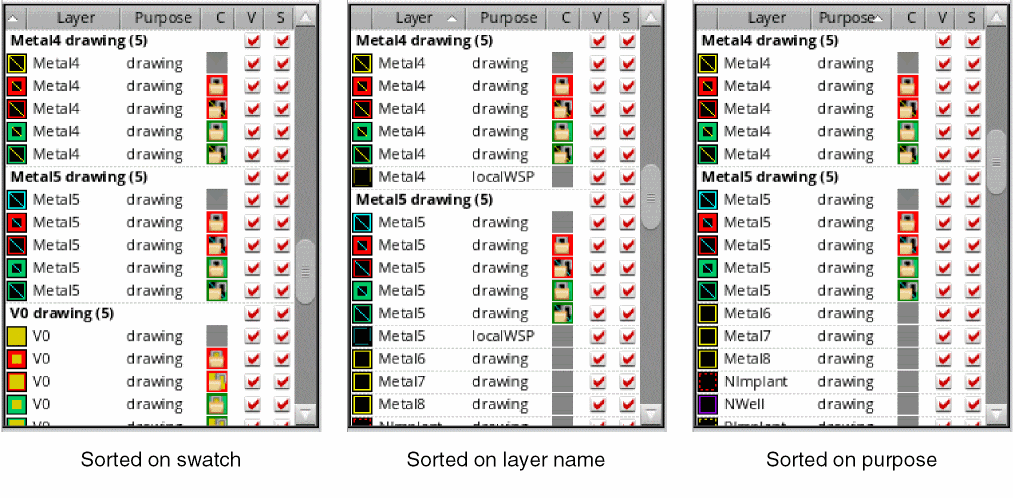 Layer Purpose C V S
Metal4 drawing (5)
Metal4 drawing
Metal4 drawing
Metal4 drawing
Metal4 drawing
Metal4 drawing
Metal5 drawing (5)
Metal5 drawing
Metal5 drawing
Metal5 drawing
Metal5 drawing
Metal5 drawing
V0 drawing (5)
V0 drawing
V0 drawing
V0 drawing
V0 drawing
V0 drawing
Sorted on swatch
Layer Purpose C V S
Metal4 drawing (5)
Metal4 drawing
Metal4 drawing
Metal4 drawing
Metal4 drawing
Metal4 drawing
Metal4 localWSP
Metal5 drawing (5)
Metal5 drawing
Metal5 drawing
Metal5 drawing
Metal5 drawing
Metal5 drawing
Metal5 localWSP
Metal6 drawing
Metal7 drawing
Metal8 drawing
NImplant drawing
Sorted on layer name
Layer Purpose C V S
Metal4 drawing (5)
Metal4 drawing
Metal4 drawing
Metal4 drawing
Metal4 drawing
Metal4 drawing
Metal5 drawing (5)
Metal5 drawing
Metal5 drawing
Metal5 drawing
Metal5 drawing
Metal5 drawing
Metal6 drawing
Metal7 drawing
Metal8 drawing
NImplant drawing
NWell drawing
PImplant drawing
Sorted on purpose